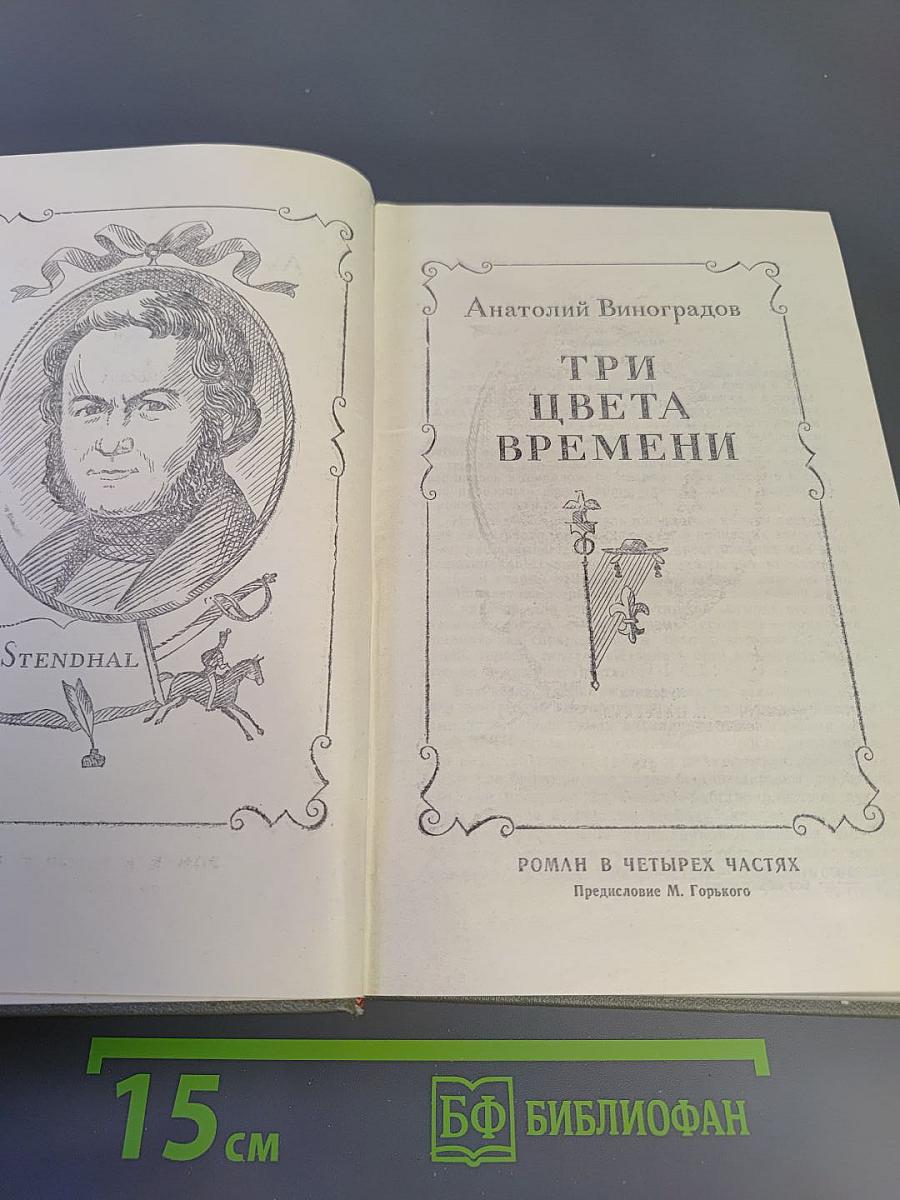 STENDHAL
Анатолий Виноградов
ТРИ
ЦВЕТА
ВРЕМЕНИ
РОМАН В ЧЕТЫРЕХ ЧАСТЯХ
Предисловие М. Горького
15 см
БФ БИБЛИОФАН